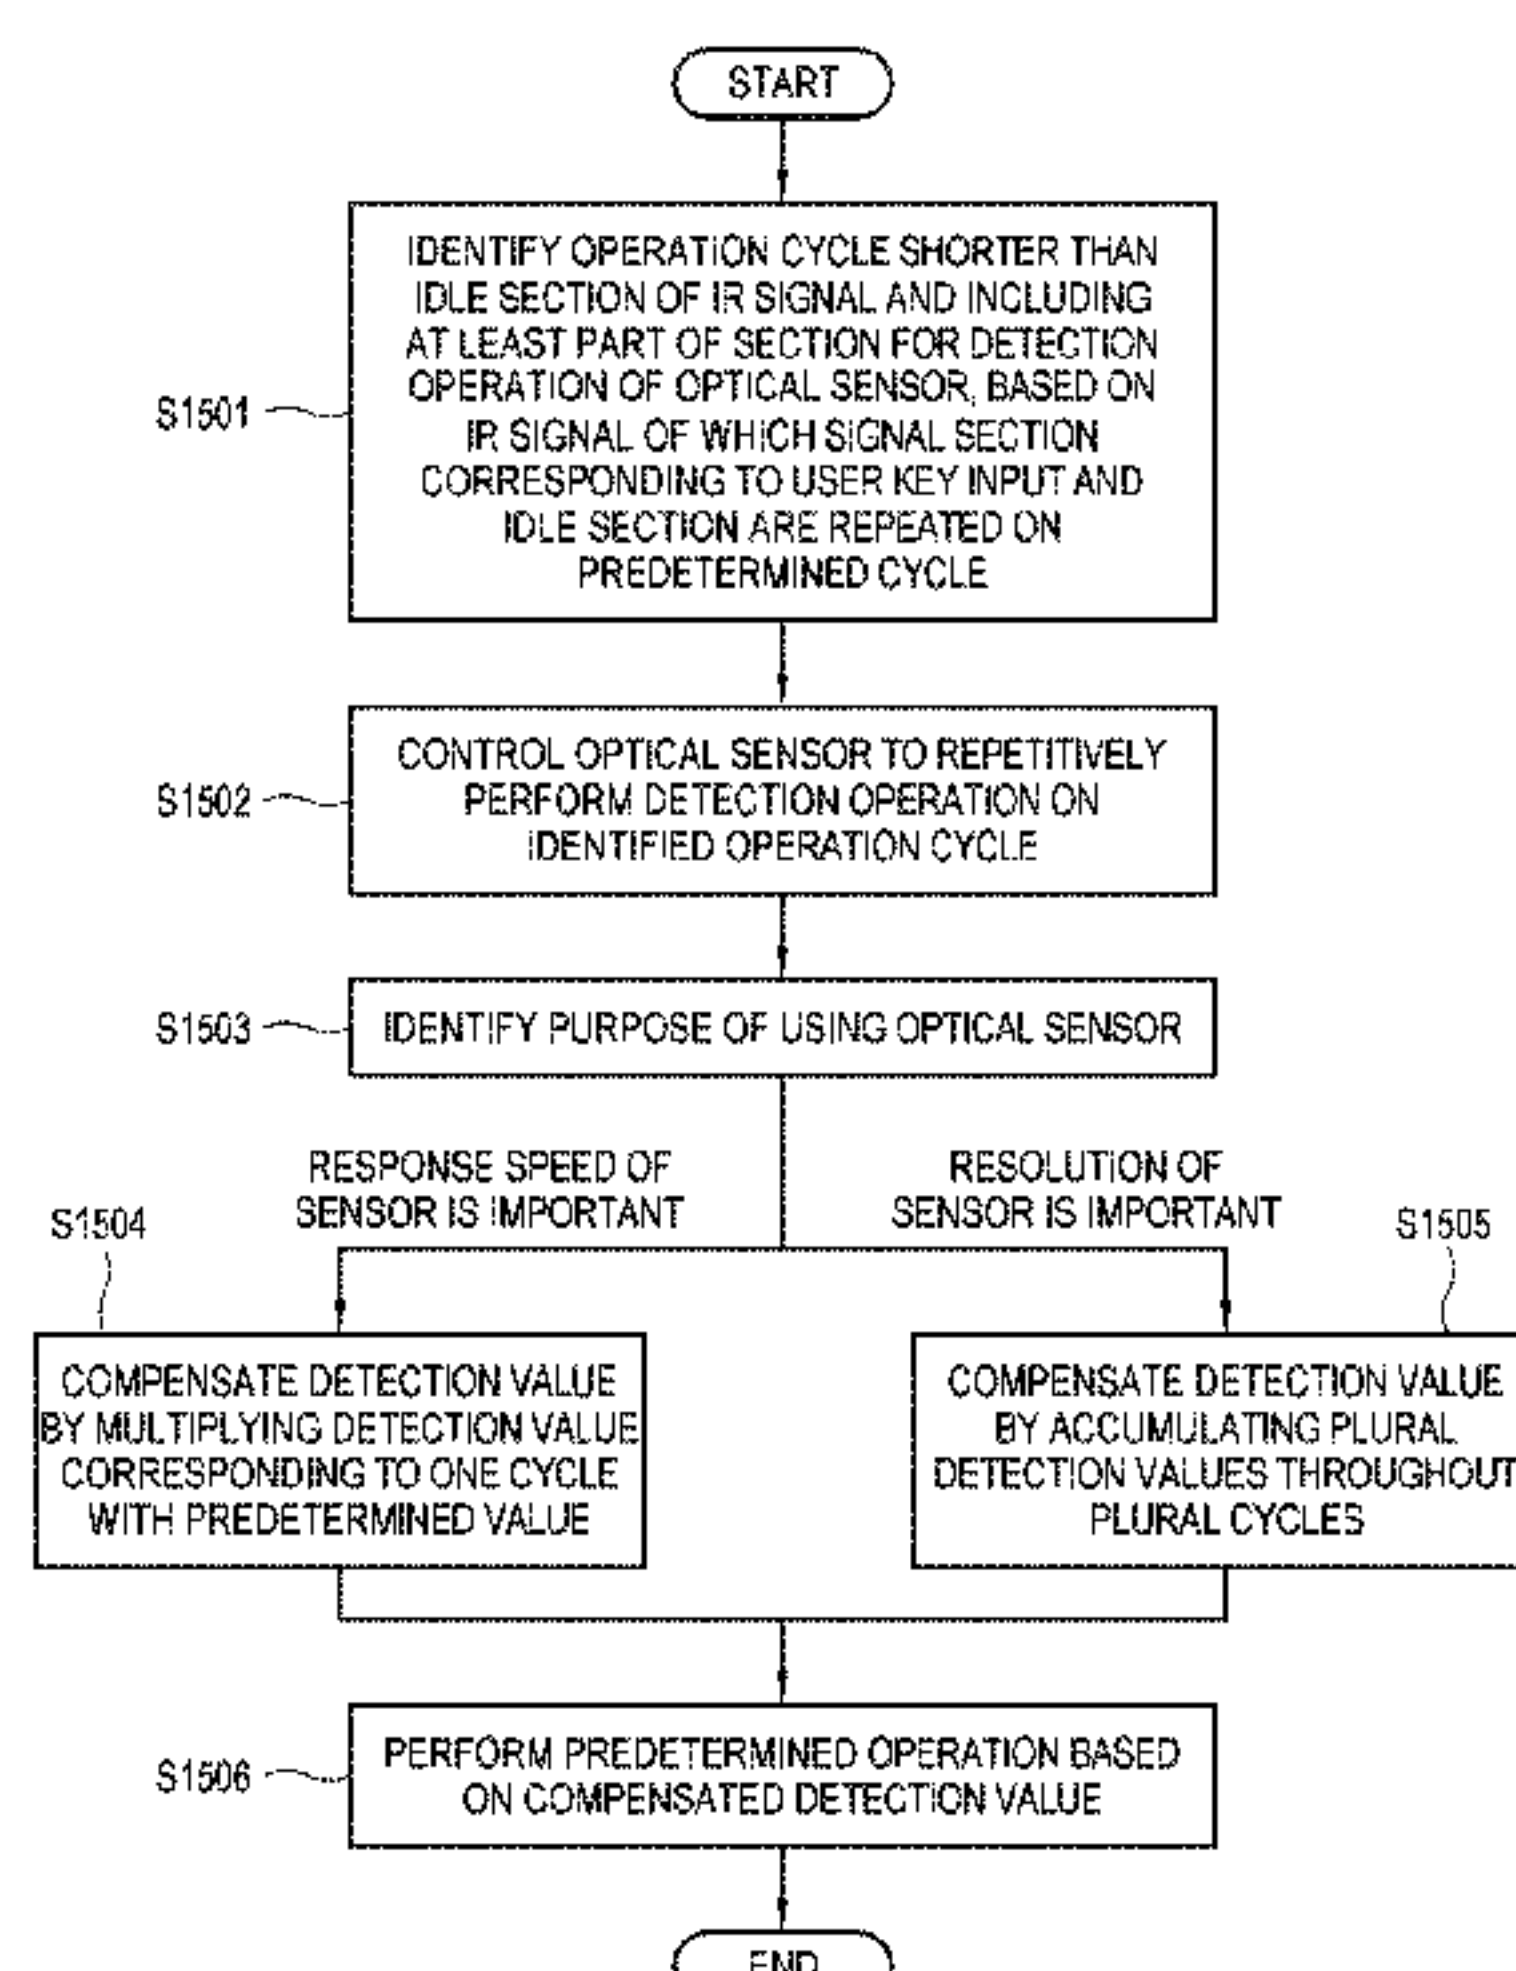 START
IDENTIFY OPERATION CYCLE SHORTER THAN
IDLE SECTION OF IR SIGNAL AND INCLUDING
AT LEAST PART OF SECTION FOR DETECTION
OPERATION OF OPTICAL SENSOR, BASED ON
IR SIGNAL OF WHICH SIGNAL SECTION
CORRESPONDING TO USER KEY INPUT AND
IDLE SECTION ARE REPEATED ON
PREDETERMINED CYCLE
S1501
CONTROL OPTICAL SENSOR TO REPETITIVELY
PERFORM DETECTION OPERATION ON
IDENTIFIED OPERATION CYCLE
S1502
S1503
IDENTIFY PURPOSE OF USING OPTICAL SENSOR
RESPONSE SPEED OF
SENSOR IS IMPORTANT
RESOLUTION OF
SENSOR IS IMPORTANT
S1504
S1505
COMPENSATE DETECTION VALUE
BY MULTIPLYING DETECTION VALUE
CORRESPONDING TO ONE CYCLE
WITH PREDETERMINED VALUE
COMPENSATE DETECTION VALUE
BY ACCUMULATING PLURAL
DETECTION VALUES THROUGHOUT
PLURAL CYCLES
S1506
PERFORM PREDETERMINED OPERATION BASED
ON COMPENSATED DETECTION VALUE
END